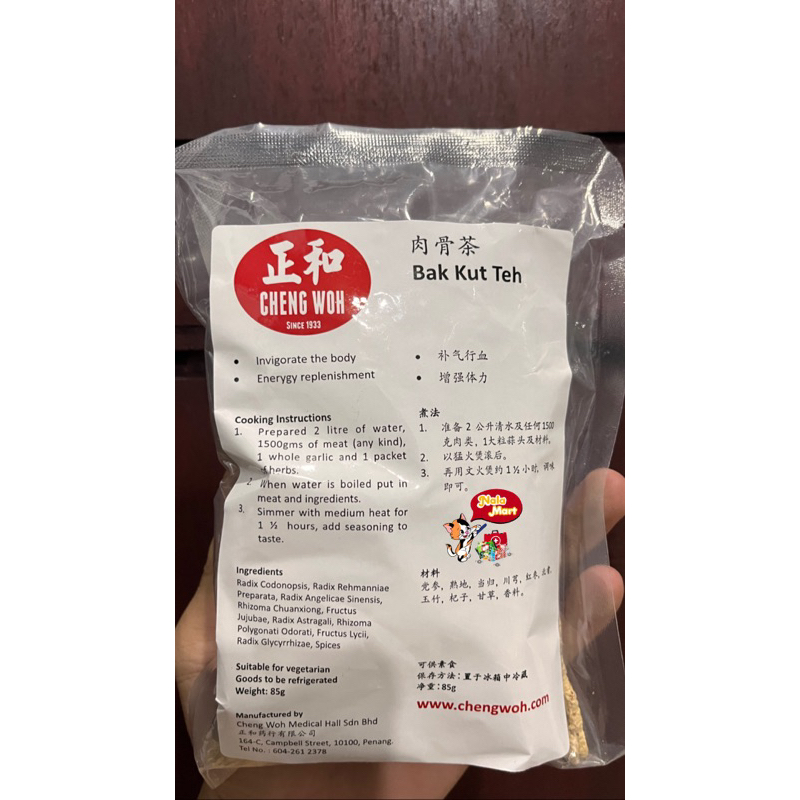 正和
CHENG WOH
SINCE 1933
肉骨茶
Bak Kut Teh
• Invigorate the body
• Enerygy replenishment
• 补气行血
• 增强体力
Cooking Instructions
1. Prepared 2 litre of water,
1500gms of meat (any kind),
1 whole garlic and 1 packet
of herbs.
2. When water is boiled put in
meat and ingredients.
3. Simmer with medium heat for
1 ½ hours, add seasoning to
taste.
煮法
1. 准备 2 公升清水及任何1500
克肉类，1大粒蒜头及材料。
2. 以猛火煲滚后。
3. 再用文火煲约 1½小时，调味
即可。
Nala
Mart
Ingredients
Radix Codonopsis, Radix Rehmanniae
Preparata, Radix Angelicae Sinensis,
Rhizoma Chuanxiong, Fructus
Jujubae, Radix Astragali, Rhizoma
Polygonati Odorati, Fructus Lycii,
Radix Glycyrrhizae, Spices
材料
党参，熟地，当归，川芎，红枣，北芪，
玉竹，杞子，甘草，香料。
Suitable for vegetarian
Goods to be refrigerated
Weight: 85g
可供素食
保存方法：置于冰箱中冷藏
净重：85g
www.chengwoh.com
Manufactured by
Cheng Woh Medical Hall Sdn Bhd
正和药行有限公司
164-C, Campbell Street, 10100, Penang.
Tel No. : 604-261 2378